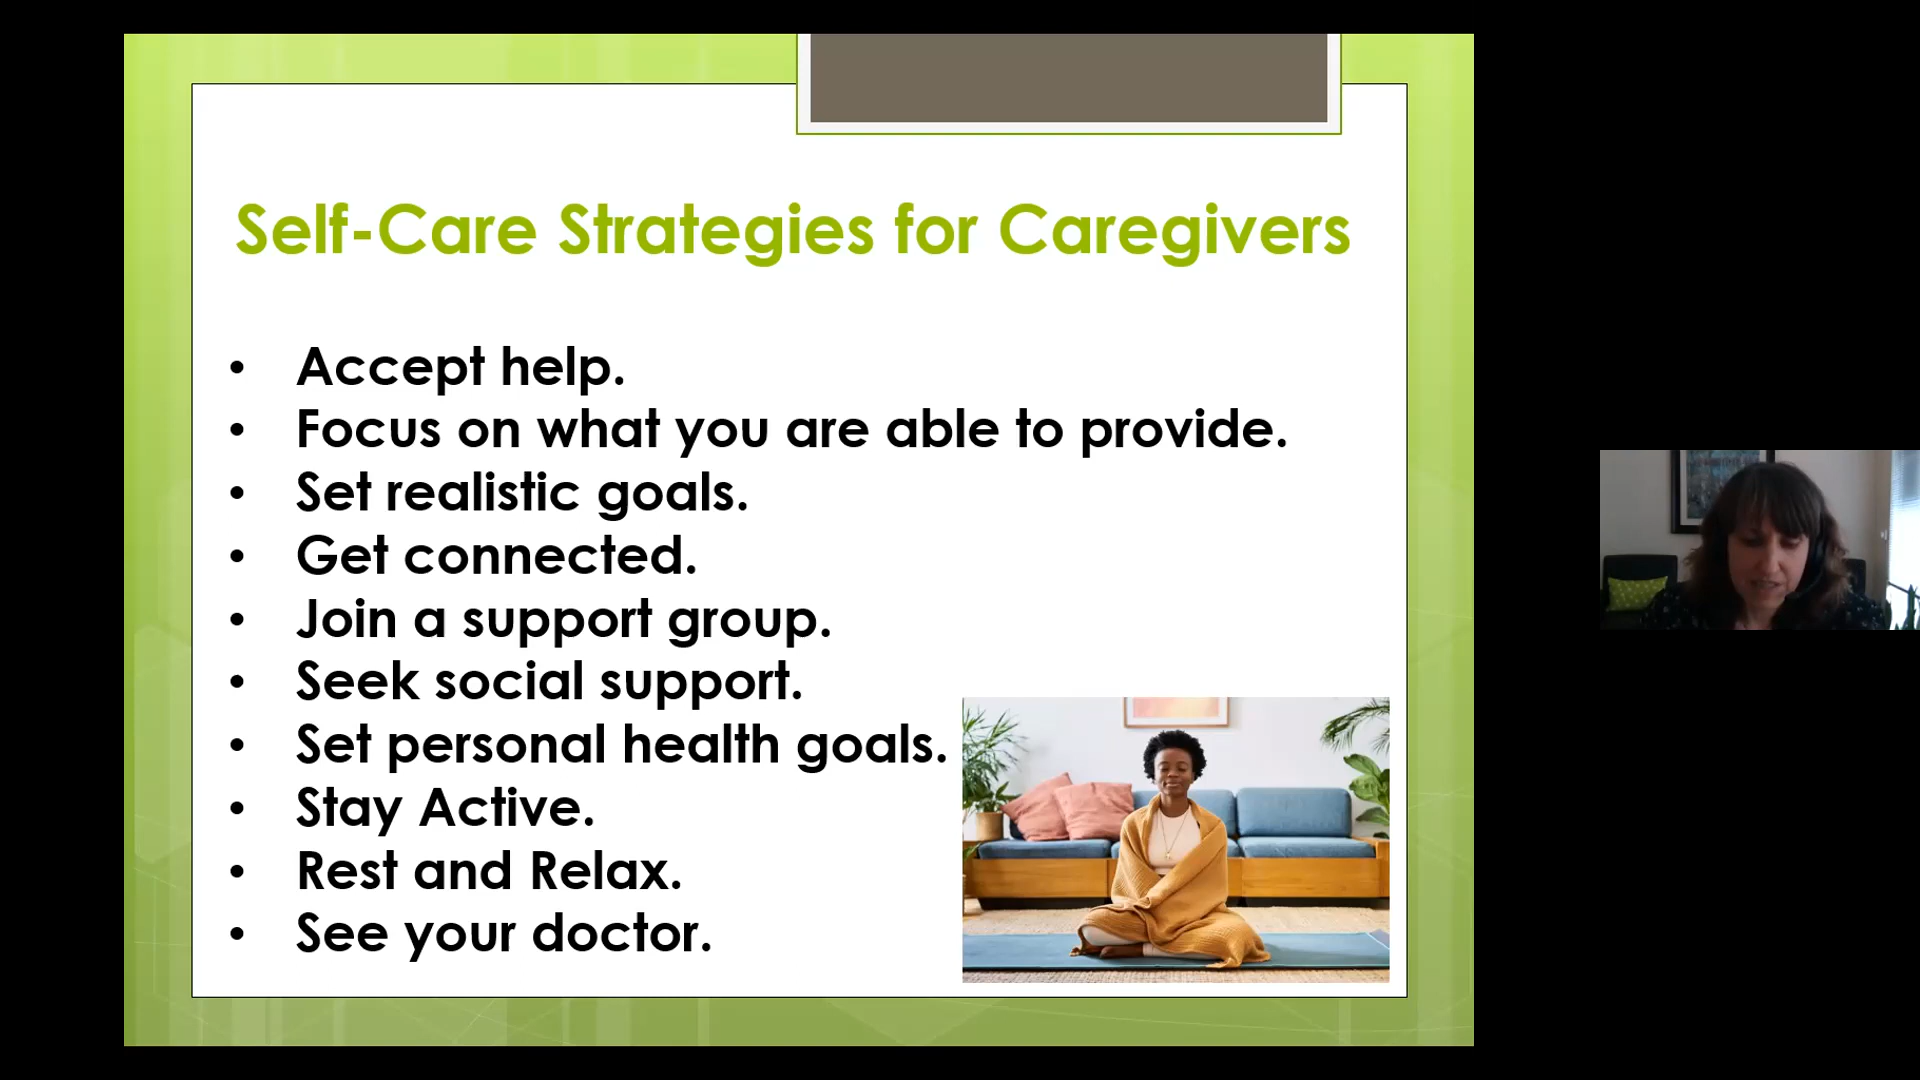 Self-Care Strategies for Caregivers
• Accept help.
• Focus on what you are able to provide.
• Set realistic goals.
• Get connected.
• Join a support group.
• Seek social support.
• Set personal health goals.
• Stay Active.
• Rest and Relax.
• See your doctor.